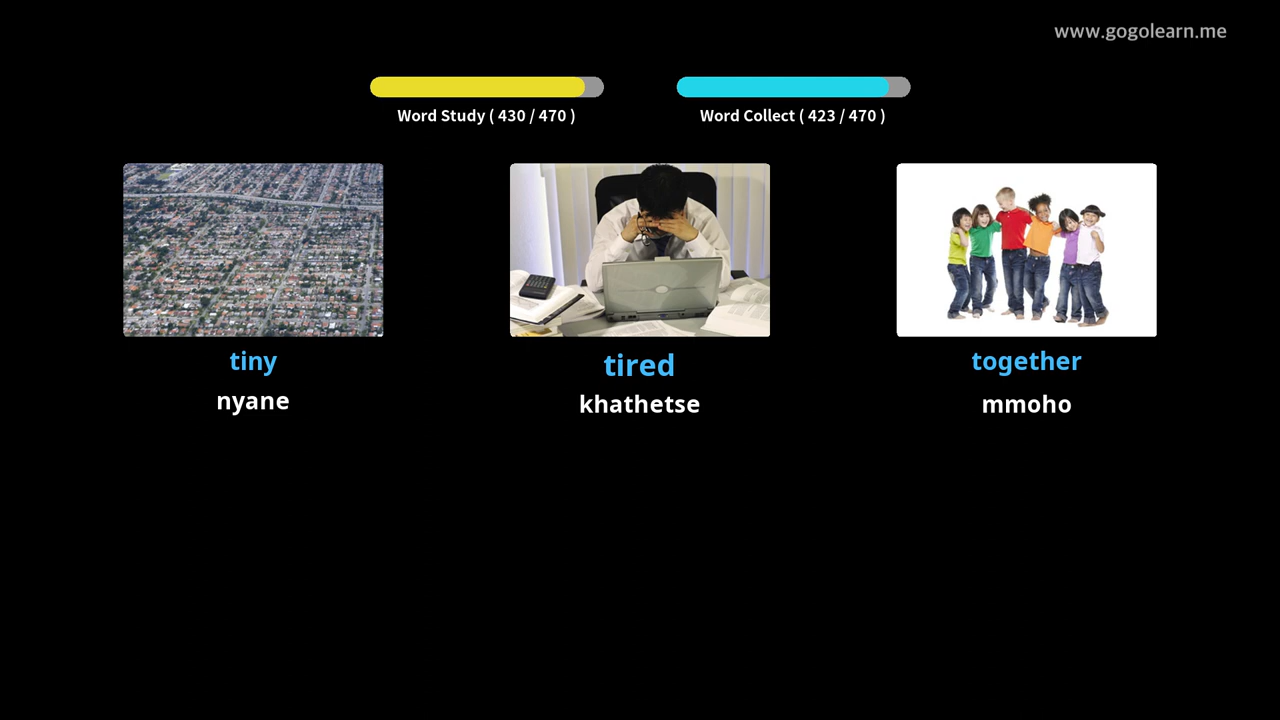 www.gogolearn.me
Word Study ( 430 / 470 )
Word Collect ( 423 / 470 )
tiny
nyane
tired
khathetse
together
mmoho